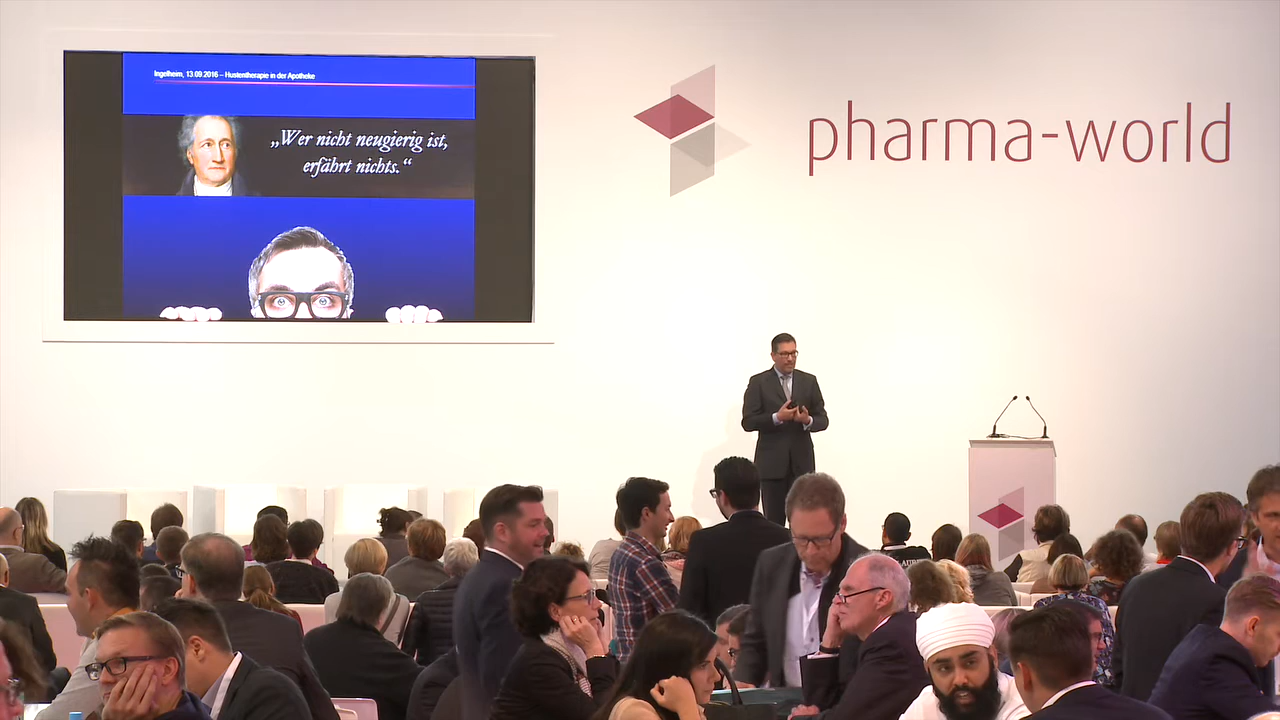 Ingelheim, 13.09.2016 – Hustentherapie in der Apotheke
„Wer nicht neugierig ist,
erfährt nichts.“
pharma-world